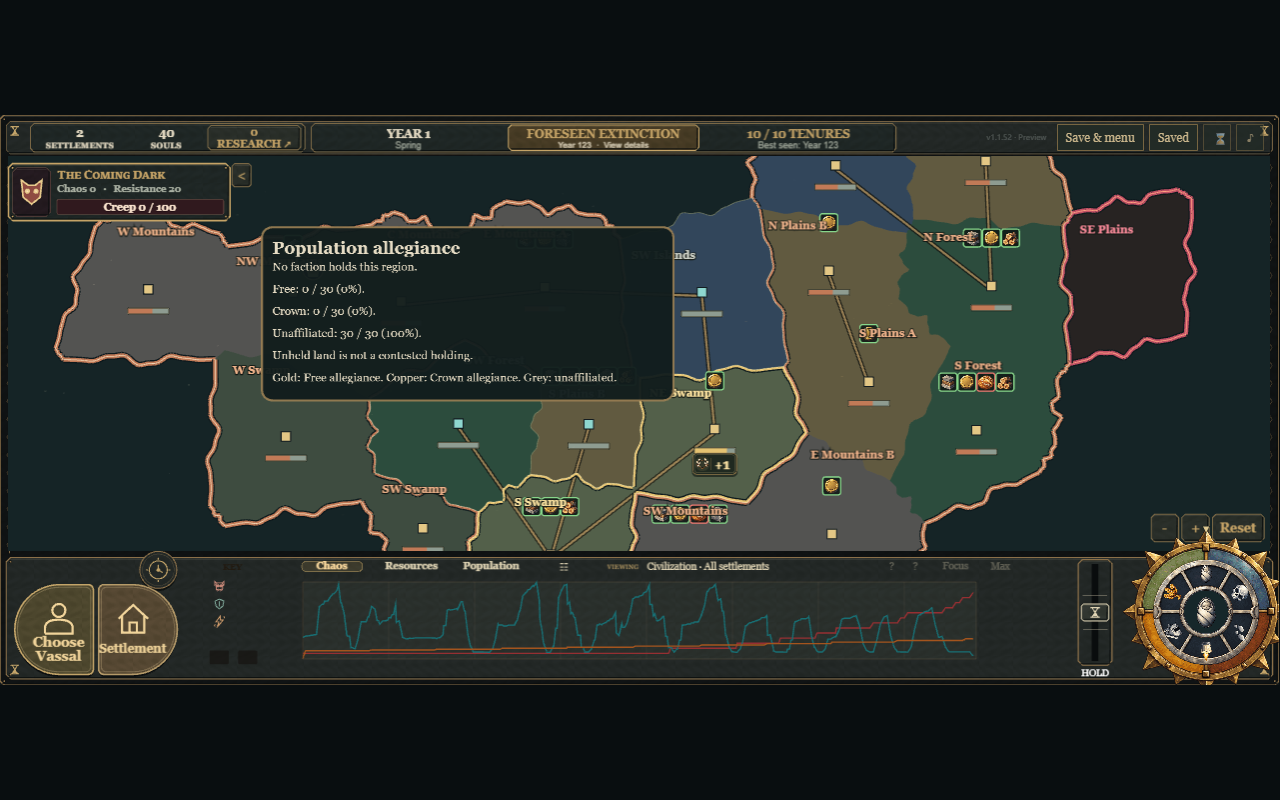 2
SETTLEMENTS
40
SOULS
0
RESEARCH ↗
YEAR 1
Spring
FORESEEN EXTINCTION
Year 123 · View details
10 / 10 TENURES
Best seen: Year 123
v1.1.52 · Preview
Save & menu
Saved
THE COMING DARK
Chaos 0 · Resistance 20
Creep 0 / 100
<
W Mountains
NW
Population allegiance
No faction holds this region.
Free: 0 / 30 (0%).
Crown: 0 / 30 (0%).
Unaffiliated: 30 / 30 (100%).
Unheld land is not a contested holding.
Gold: Free allegiance. Copper: Crown allegiance. Grey: unaffiliated.
N Plains B
N Forest
SE Plains
S Plains A
S Forest
W Sw
Swamp
E Mountains B
+1
SW Swamp
S Swamp
SW Mountains
-
+
Reset
Choose
Vassal
Settlement
Chaos
Resources
Population
VIEWING
Civilization · All settlements
?
?
Focus
Max
HOLD